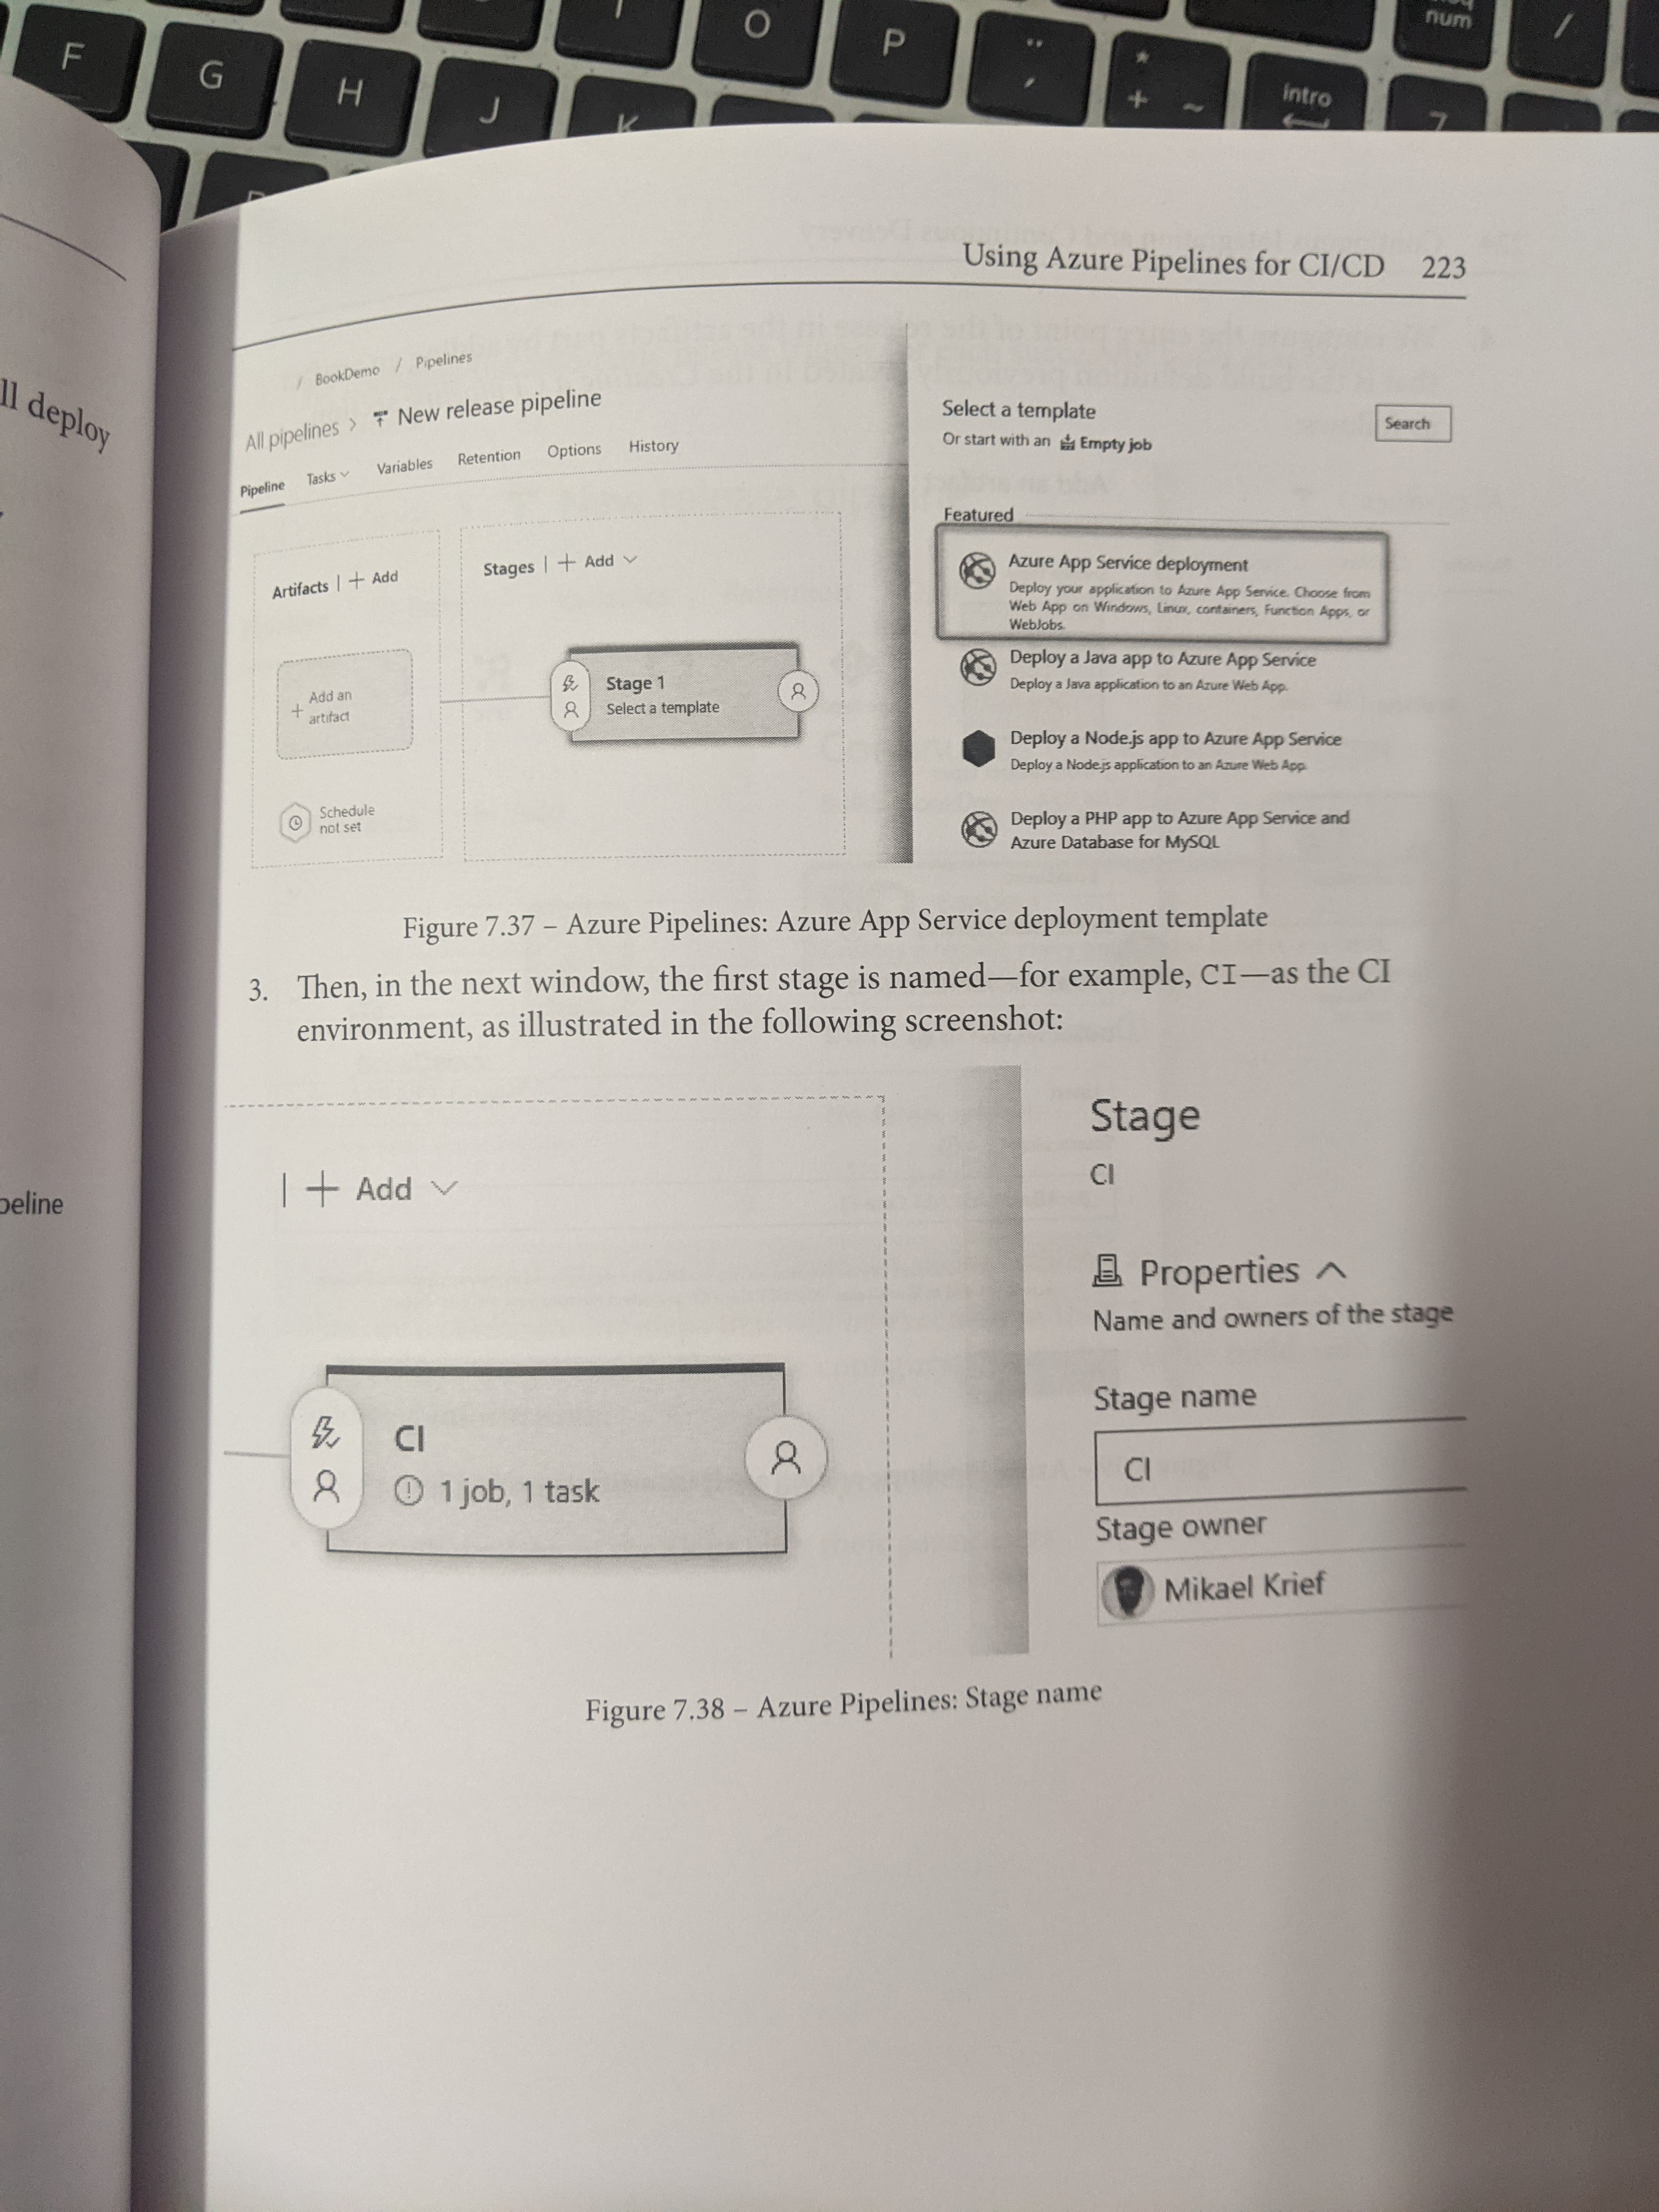 F
G
H
J
K
O
P
*
+ ~
intro
num
/
7
ll deploy
peline
Using Azure Pipelines for CI/CD 223
/ BookDemo / Pipelines
All pipelines > New release pipeline
Pipeline Tasks Variables Retention Options History
Artifacts | + Add
Stages | + Add
+ Add an
artifact
Schedule
not set
Stage 1
Select a template
Select a template
Or start with an Empty job
Search
Featured
Azure App Service deployment
Deploy your application to Azure App Service. Choose from
Web App on Windows, Linux, containers, Function Apps, or
WebJobs.
Deploy a Java app to Azure App Service
Deploy a Java application to an Azure Web App.
Deploy a Node.js app to Azure App Service
Deploy a Node.js application to an Azure Web App.
Deploy a PHP app to Azure App Service and
Azure Database for MySQL
Figure 7.37 – Azure Pipelines: Azure App Service deployment template
3. Then, in the next window, the first stage is named—for example, CI—as the CI
environment, as illustrated in the following screenshot:
| + Add
CI
1 job, 1 task
Stage
CI
Properties
Name and owners of the stage
Stage name
CI
Stage owner
Mikael Krief
Figure 7.38 – Azure Pipelines: Stage name